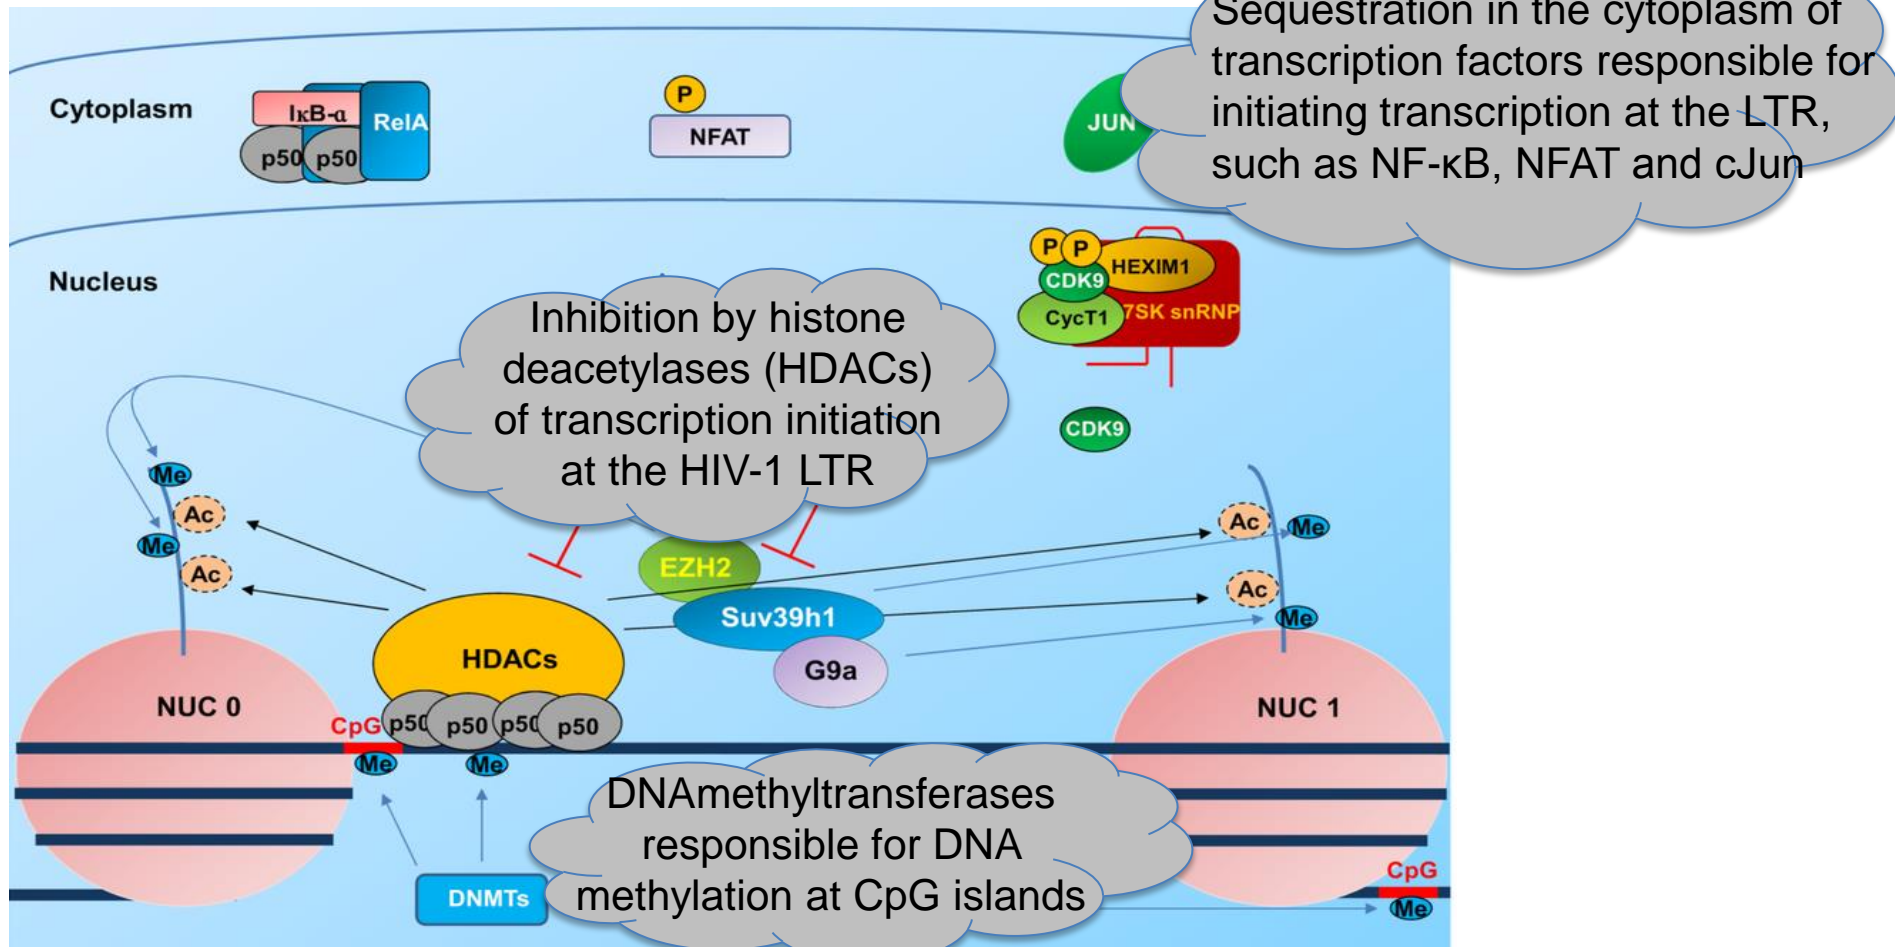 Sequestration in the cytoplasm of
transcription factors responsible for
initiating transcription at the LTR,
such as NF-κB, NFAT and cJun
Cytoplasm
IκB-α
RelA
p50
p50
P
NFAT
JUN
Nucleus
P
P
HEXIM1
CDK9
CycT1
7SK snRNP
CDK9
Inhibition by histone
deacetylases (HDACs)
of transcription initiation
at the HIV-1 LTR
Me
Ac
Me
Ac
EZH2
Suv39h1
G9a
HDACs
Ac
Me
Ac
Me
NUC 0
CpG
p50
p50
p50
p50
NUC 1
Me
Me
DNAmethyltransferases
responsible for DNA
methylation at CpG islands
DNMTs
CpG
Me